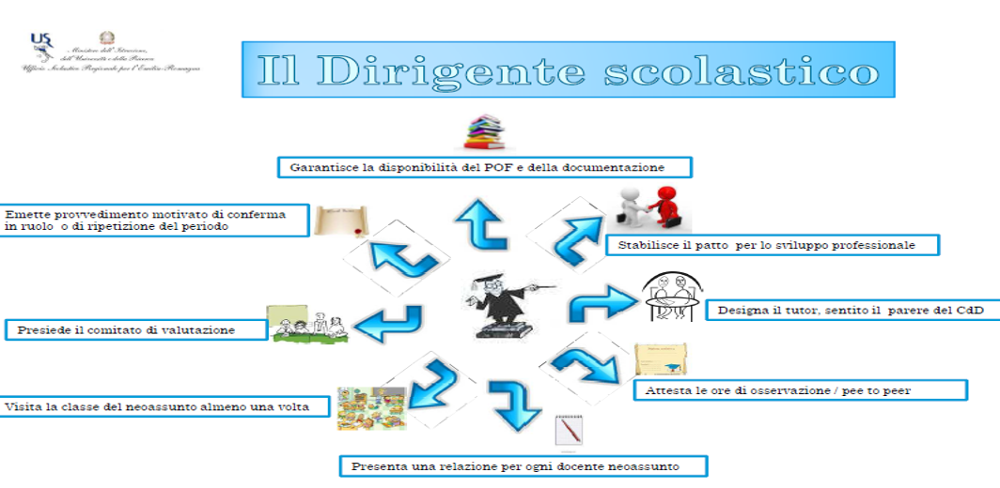 Ministero dell'Istruzione,
dell'Università e della Ricerca
Ufficio Scolastico Regionale per l'Emilia-Romagna
Il Dirigente scolastico
Garantisce la disponibilità del POF e della documentazione
Emette provvedimento motivato di conferma
in ruolo o di ripetizione del periodo
Stabilisce il patto per lo sviluppo professionale
Designa il tutor, sentito il parere del CdD
Presiede il comitato di valutazione
Attesta le ore di osservazione / pee to peer
Visita la classe del neoassunto almeno una volta
Presenta una relazione per ogni docente neoassunto